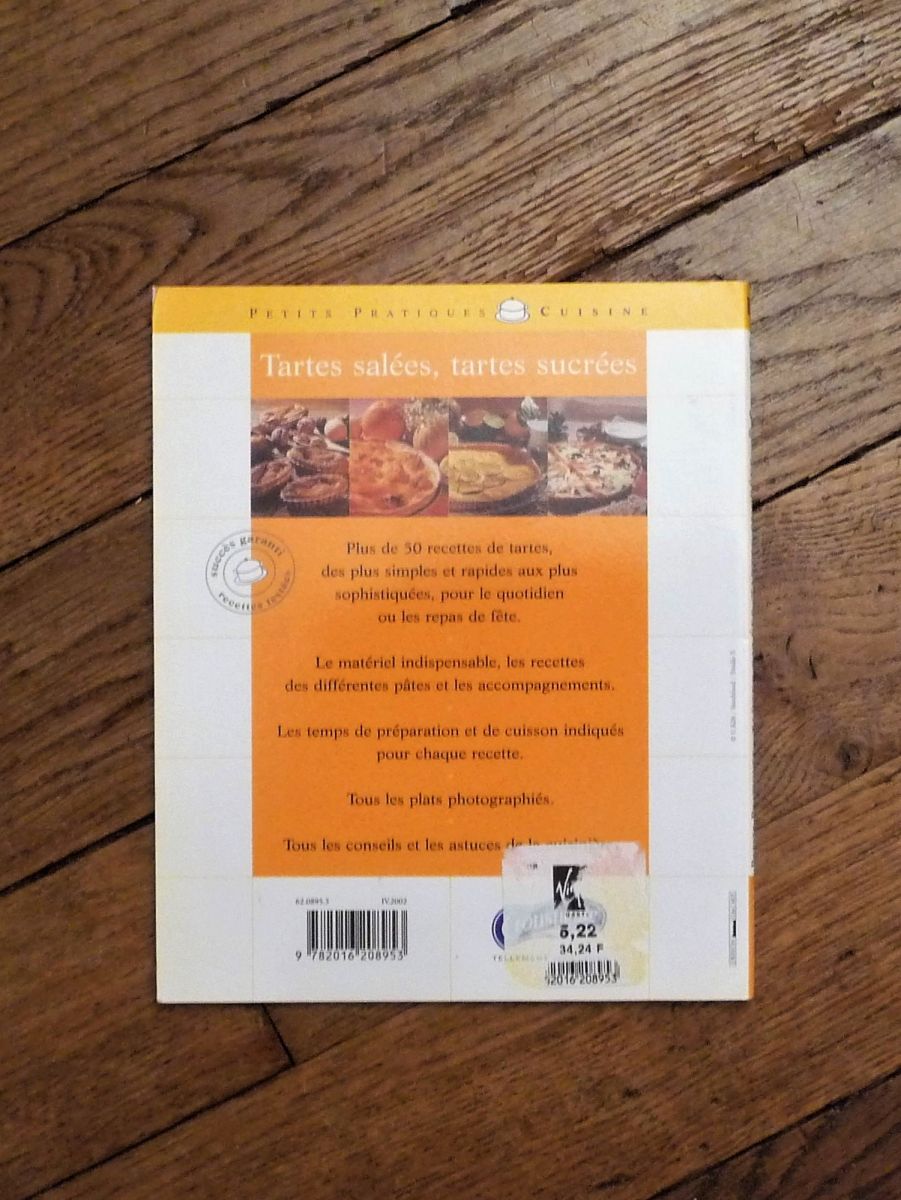 PETITS PRATIQUES CUISINE
Tartes salées, tartes sucrées
succès garanti
recettes testées
Plus de 50 recettes de tartes,
des plus simples et rapides aux plus
sophistiquées, pour le quotidien
ou les repas de fête.
Le matériel indispensable, les recettes
des différentes pâtes et les accompagnements.
Les temps de préparation et de cuisson indiqués
pour chaque recette.
Tous les plats photographiés.
Tous les conseils et les astuces de la
62.0895.3 IV.2002
9 782016 208953
5,22
34,24 F